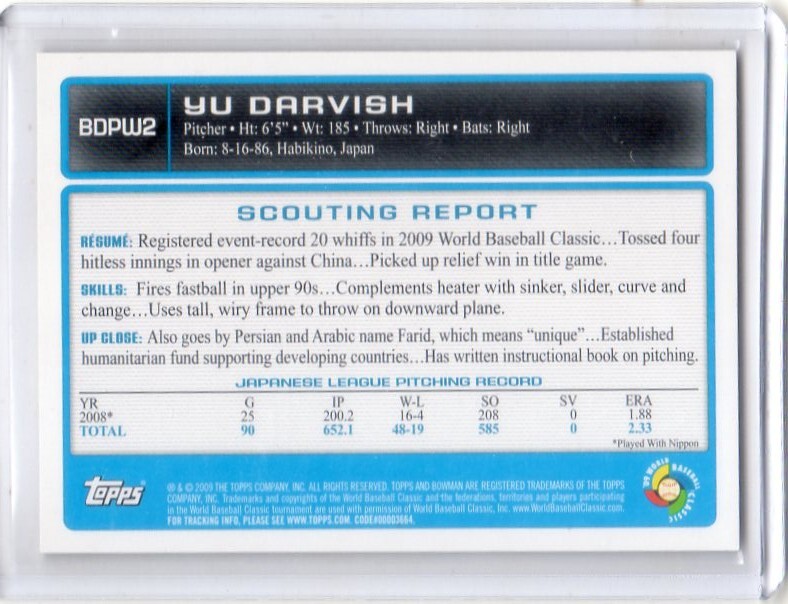 BDPW2
YU DARVISH
Pitcher • Ht: 6'5" • Wt: 185 • Throws: Right • Bats: Right
Born: 8-16-86, Habikino, Japan
SCOUTING REPORT
RÉSUMÉ: Registered event-record 20 whiffs in 2009 World Baseball Classic...Tossed four
hitless innings in opener against China...Picked up relief win in title game.
SKILLS: Fires fastball in upper 90s...Complements heater with sinker, slider, curve and
change...Uses tall, wiry frame to throw on downward plane.
UP CLOSE: Also goes by Persian and Arabic name Farid, which means “unique”...Established
humanitarian fund supporting developing countries...Has written instructional book on pitching.
JAPANESE LEAGUE PITCHING RECORD
YR G IP W-L SO SV ERA
2008* 25 200.2 16-4 208 0 1.88
TOTAL 90 652.1 48-19 585 0 2.33
*Played With Nippon
Topps
® & © 2009 THE TOPPS COMPANY, INC. ALL RIGHTS RESERVED. TOPPS AND BOWMAN ARE REGISTERED TRADEMARKS OF THE TOPPS
COMPANY, INC. Trademarks and copyrights of the World Baseball Classic and the federations, territories and players participating
in the World Baseball Classic tournament are used with permission of World Baseball Classic, Inc. www.WorldBaseballClassic.com.
FOR TRACKING INFO, PLEASE SEE WWW.TOPPS.COM. CODE#00003664.
'09 WORLD BASEBALL CLASSIC